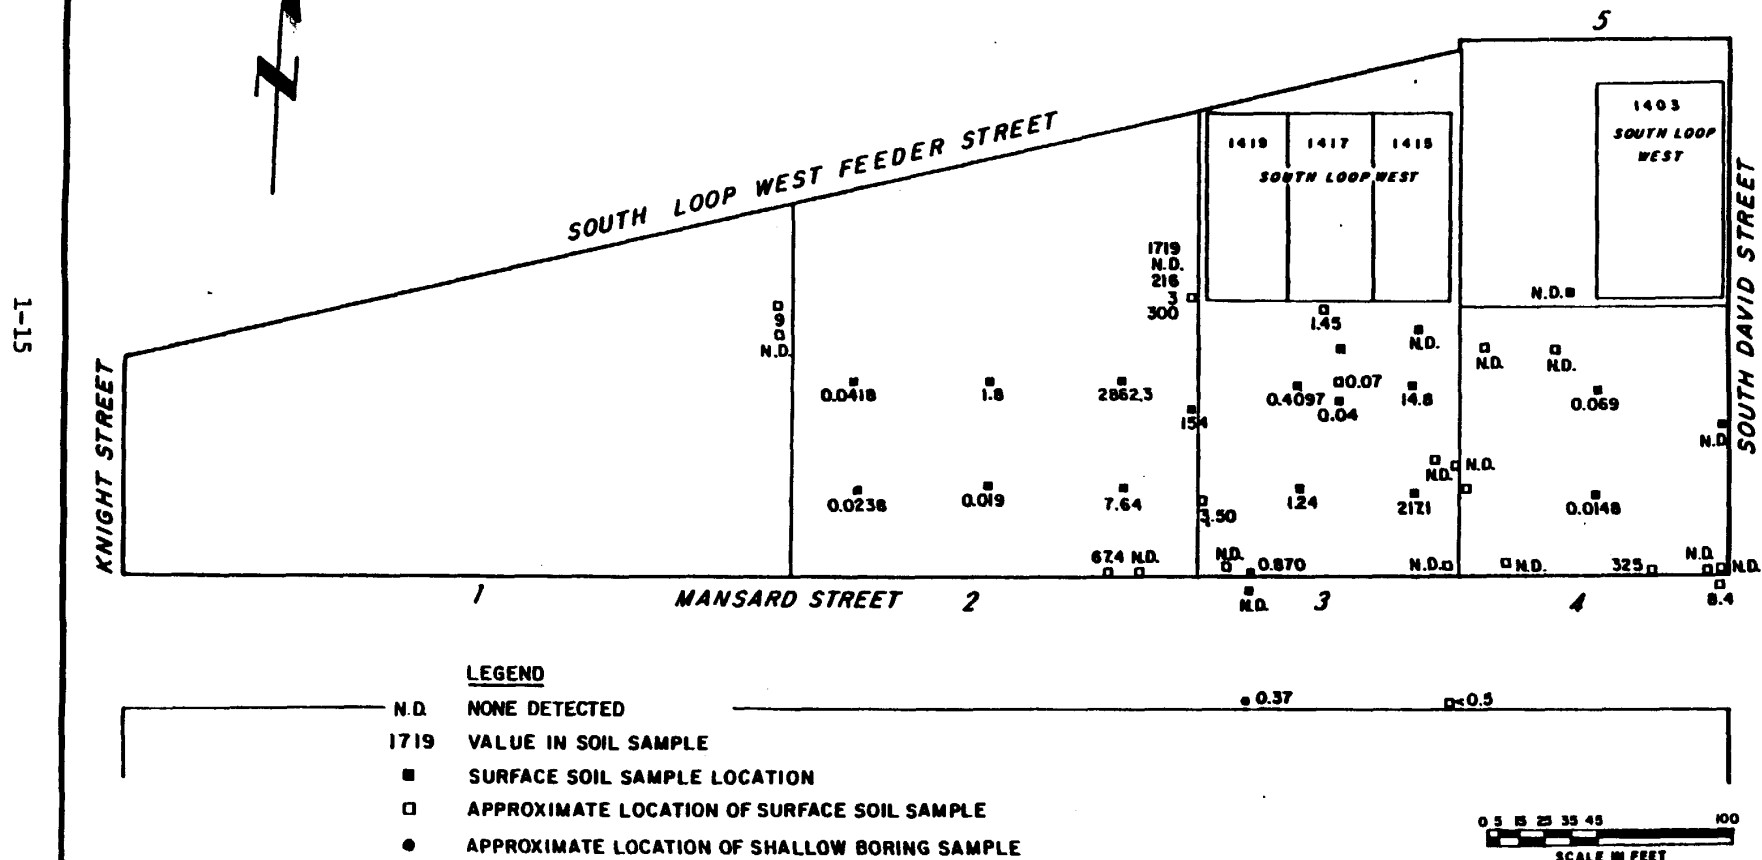 5
1403
SOUTH LOOP
WEST
1419 1417 1415
SOUTH LOOP WEST
SOUTH LOOP WEST FEEDER STREET
SOUTH DAVID STREET
KNIGHT STREET
1-15
1719
N.D.
216
3
300
N.D.
9
N.D.
1.45
N.D.
N.D.
N.D.
0.0418
1.8
2862.3
154
0.4097
0.07
0.04
14.8
0.069
N.D.
N.D.
N.D.
0.0238
0.019
7.64
3.50
1.24
217.1
0.0148
67.4 N.D.
N.D.
0.870
N.D.
N.D.
325
N.D.
N.D.
N.D.
8.4
1
MANSARD STREET
2
3
4
LEGEND
N.D. NONE DETECTED
0.37
<0.5
1719 VALUE IN SOIL SAMPLE
SURFACE SOIL SAMPLE LOCATION
APPROXIMATE LOCATION OF SURFACE SOIL SAMPLE
APPROXIMATE LOCATION OF SHALLOW BORING SAMPLE
0 5 15 25 35 45 100
SCALE IN FEET